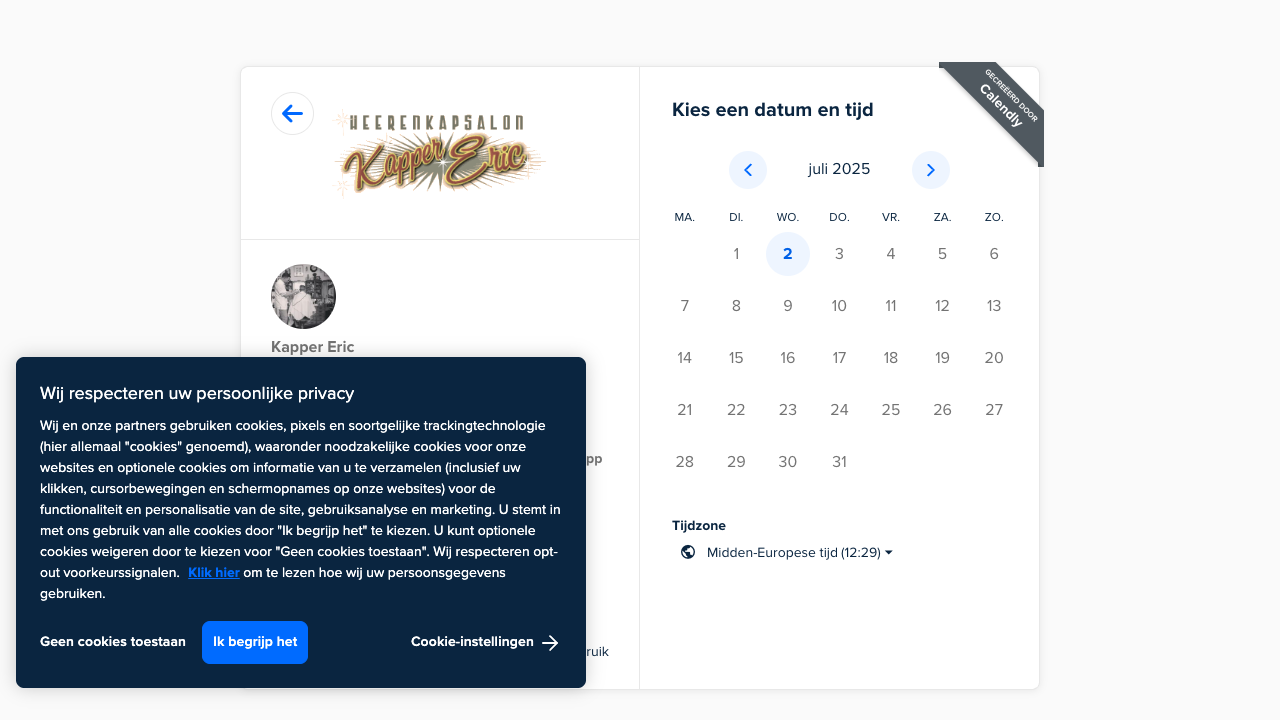 HEERENKAPSALON
Kapper Eric
Kapper Eric
pp
ruik
Wij respecteren uw persoonlijke privacy
Wij en onze partners gebruiken cookies, pixels en soortgelijke trackingtechnologie
(hier allemaal "cookies" genoemd), waaronder noodzakelijke cookies voor onze
websites en optionele cookies om informatie van u te verzamelen (inclusief uw
klikken, cursorbewegingen en schermopnames op onze websites) voor de
functionaliteit en personalisatie van de site, gebruiksanalyse en marketing. U stemt in
met ons gebruik van alle cookies door "Ik begrijp het" te kiezen. U kunt optionele
cookies weigeren door te kiezen voor "Geen cookies toestaan". Wij respecteren opt-
out voorkeurssignalen. Klik hier om te lezen hoe wij uw persoonsgegevens
gebruiken.
Geen cookies toestaan Ik begrijp het Cookie-instellingen
Kies een datum en tijd
GECREËERD DOOR
Calendly
juli 2025
MA. DI. WO. DO. VR. ZA. ZO.
1 2 3 4 5 6
7 8 9 10 11 12 13
14 15 16 17 18 19 20
21 22 23 24 25 26 27
28 29 30 31
Tijdzone
Midden-Europese tijd (12:29)